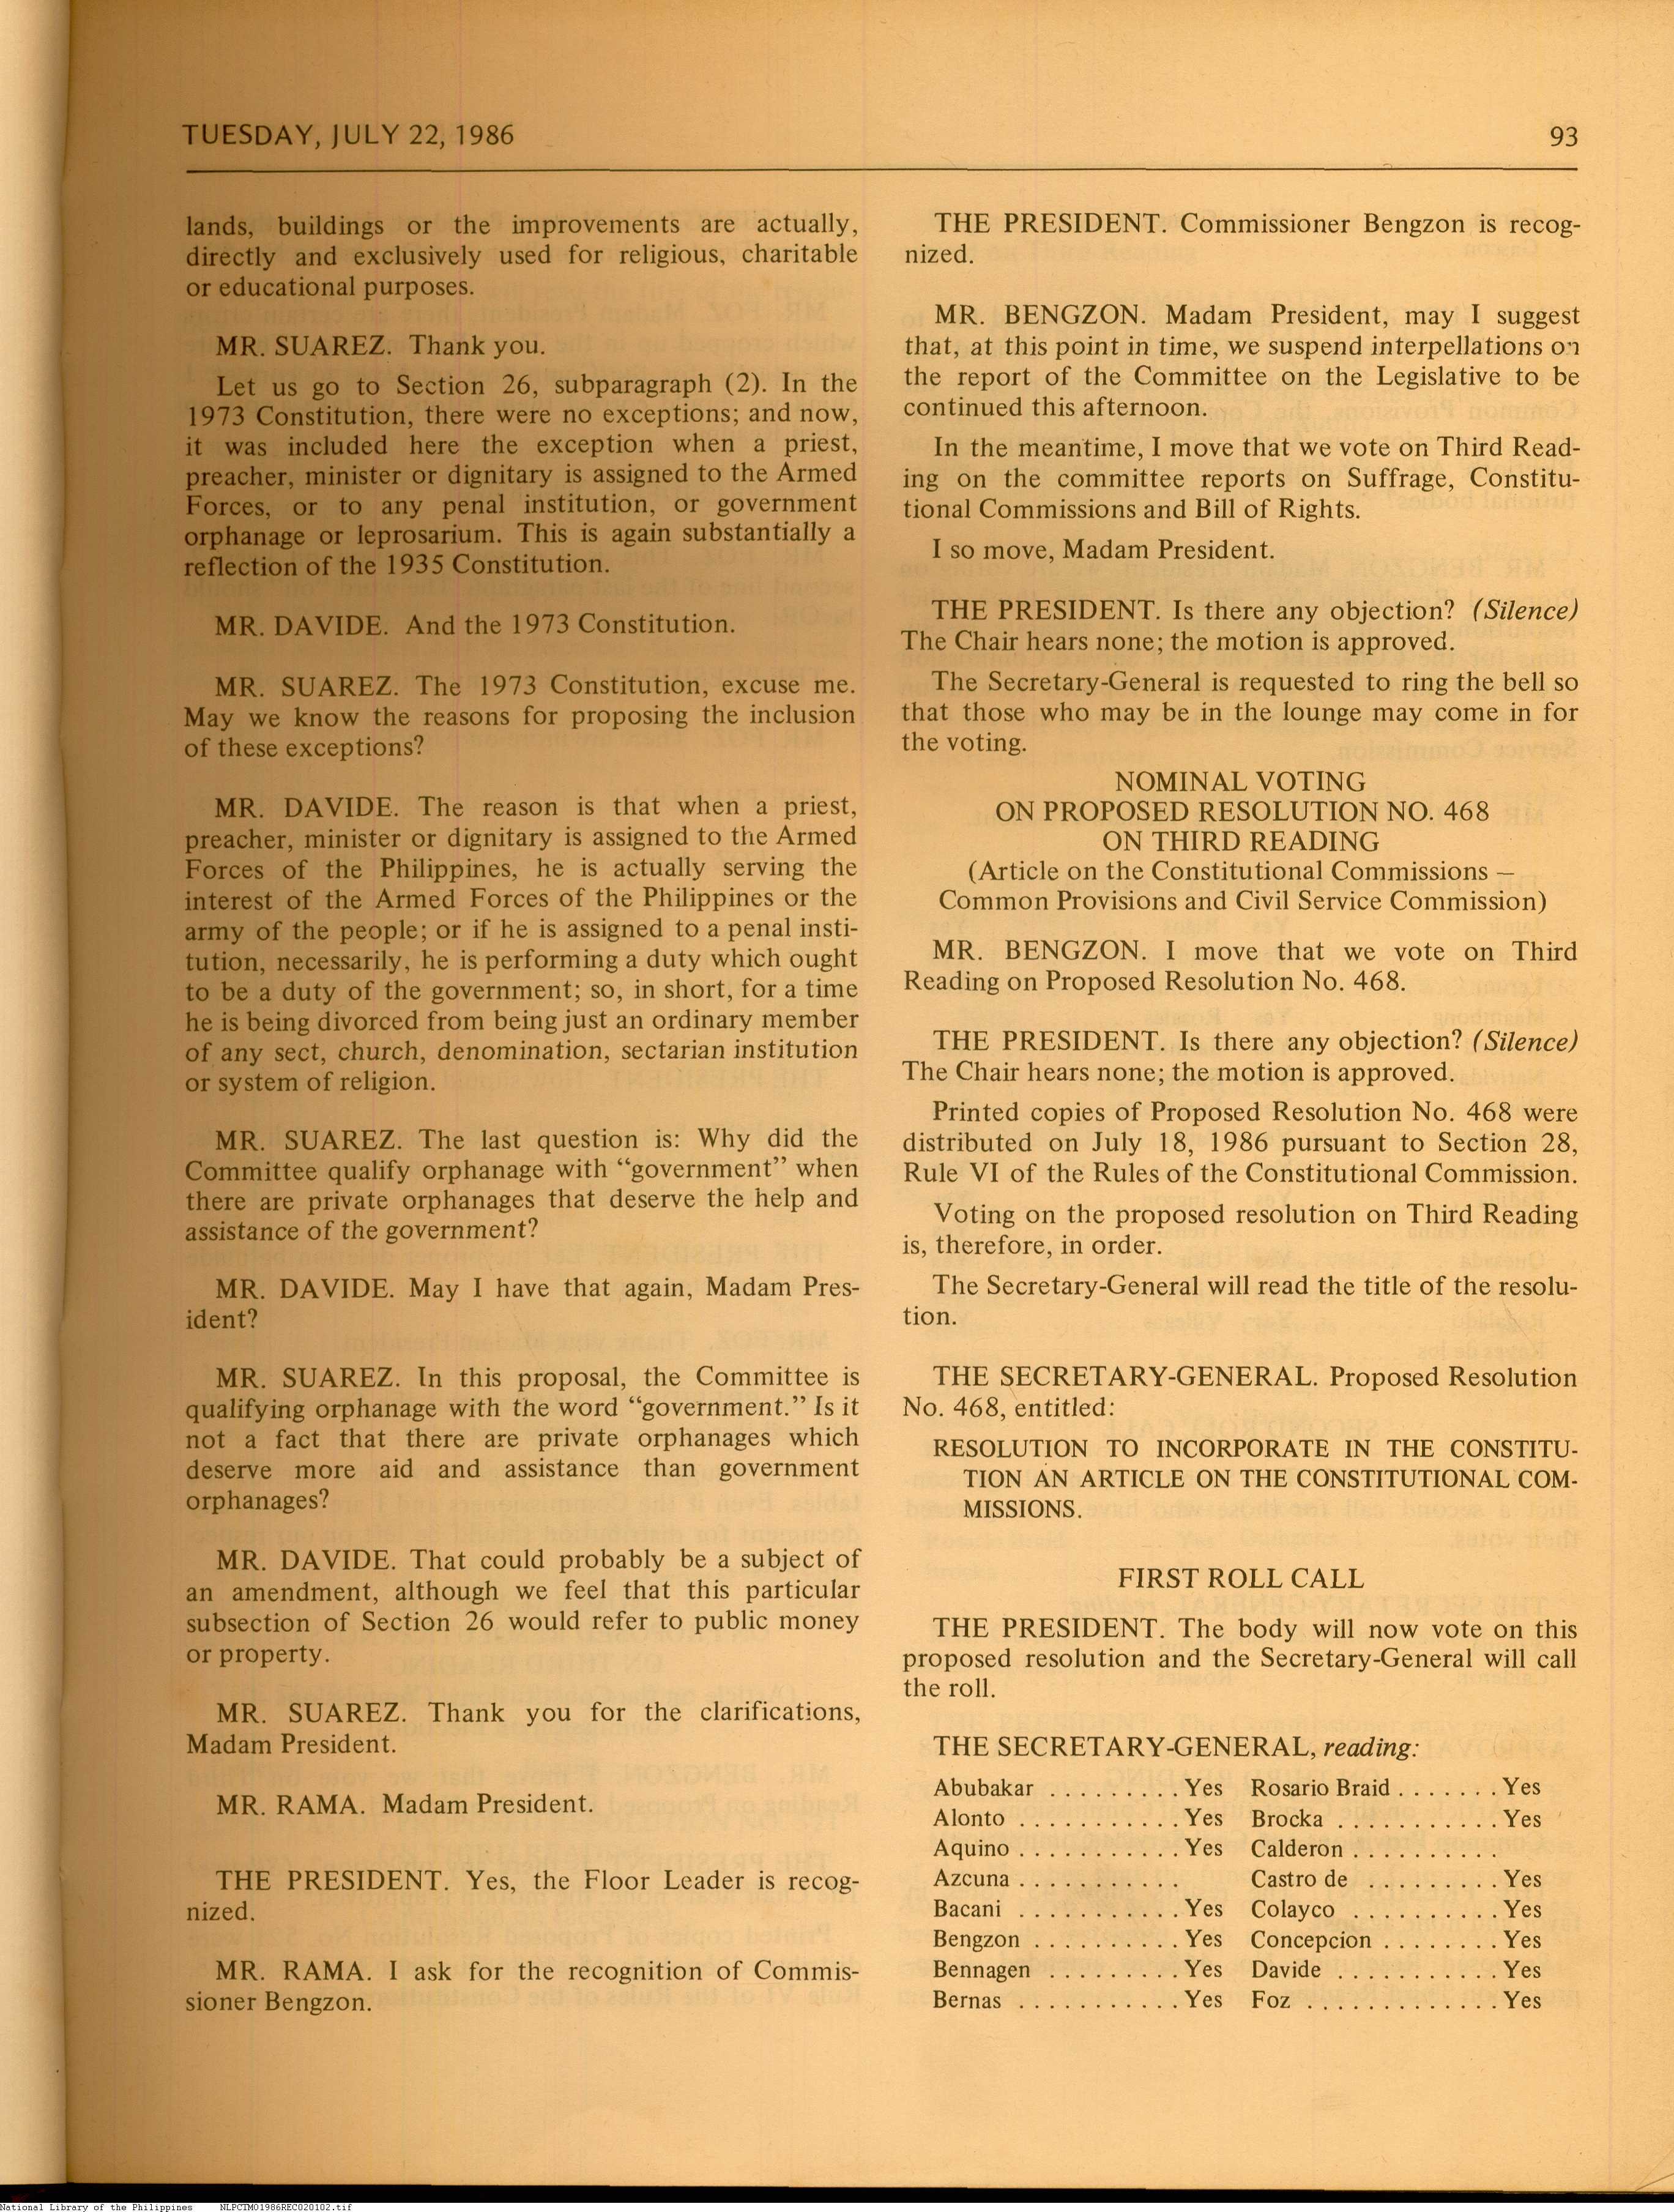 TUESDAY, JULY 22, 1986
93
lands, buildings or the improvements are actually,
directly and exclusively used for religious, charitable
or educational purposes.
MR. SUAREZ. Thank you.
Let us go to Section 26, subparagraph (2). In the
1973 Constitution, there were no exceptions; and now,
it was included here the exception when a priest,
preacher, minister or dignitary is assigned to the Armed
Forces, or to any penal institution, or government
orphanage or leprosarium. This is again substantially a
reflection of the 1935 Constitution.
MR. DAVIDE. And the 1973 Constitution.
MR. SUAREZ. The 1973 Constitution, excuse me.
May we know the reasons for proposing the inclusion
of these exceptions?
MR. DAVIDE. The reason is that when a priest,
preacher, minister or dignitary is assigned to the Armed
Forces of the Philippines, he is actually serving the
interest of the Armed Forces of the Philippines or the
army of the people; or if he is assigned to a penal insti-
tution, necessarily, he is performing a duty which ought
to be a duty of the government; so, in short, for a time
he is being divorced from being just an ordinary member
of any sect, church, denomination, sectarian institution
or system of religion.
MR. SUAREZ. The last question is: Why did the
Committee qualify orphanage with “government” when
there are private orphanages that deserve the help and
assistance of the government?
MR. DAVIDE. May I have that again, Madam Pres-
ident?
MR. SUAREZ. In this proposal, the Committee is
qualifying orphanage with the word “government.” Is it
not a fact that there are private orphanages which
deserve more aid and assistance than government
orphanages?
MR. DAVIDE. That could probably be a subject of
an amendment, although we feel that this particular
subsection of Section 26 would refer to public money
or property.
MR. SUAREZ. Thank you for the clarifications,
Madam President.
MR. RAMA. Madam President.
THE PRESIDENT. Yes, the Floor Leader is recog-
nized.
MR. RAMA. I ask for the recognition of Commis-
sioner Bengzon.
THE PRESIDENT. Commissioner Bengzon is recog-
nized.
MR. BENGZON. Madam President, may I suggest
that, at this point in time, we suspend interpellations on
the report of the Committee on the Legislative to be
continued this afternoon.
In the meantime, I move that we vote on Third Read-
ing on the committee reports on Suffrage, Constitu-
tional Commissions and Bill of Rights.
I so move, Madam President.
THE PRESIDENT. Is there any objection? (Silence)
The Chair hears none; the motion is approved.
The Secretary-General is requested to ring the bell so
that those who may be in the lounge may come in for
the voting.
NOMINAL VOTING
ON PROPOSED RESOLUTION NO. 468
ON THIRD READING
(Article on the Constitutional Commissions —
Common Provisions and Civil Service Commission)
MR. BENGZON. I move that we vote on Third
Reading on Proposed Resolution No. 468.
THE PRESIDENT. Is there any objection? (Silence)
The Chair hears none; the motion is approved.
Printed copies of Proposed Resolution No. 468 were
distributed on July 18, 1986 pursuant to Section 28,
Rule VI of the Rules of the Constitutional Commission.
Voting on the proposed resolution on Third Reading
is, therefore, in order.
The Secretary-General will read the title of the resolu-
tion.
THE SECRETARY-GENERAL. Proposed Resolution
No. 468, entitled:
RESOLUTION TO INCORPORATE IN THE CONSTITU-
TION AN ARTICLE ON THE CONSTITUTIONAL COM-
MISSIONS.
FIRST ROLL CALL
THE PRESIDENT. The body will now vote on this
proposed resolution and the Secretary-General will call
the roll.
THE SECRETARY-GENERAL, reading:
Abubakar . . . . . . . . . Yes Rosario Braid . . . . . . . Yes
Alonto . . . . . . . . . . . Yes Brocka . . . . . . . . . . . Yes
Aquino . . . . . . . . . . . Yes Calderon . . . . . . . . . .
Azcuna . . . . . . . . . . . Castro de . . . . . . . . . Yes
Bacani . . . . . . . . . . . Yes Colayco . . . . . . . . . . Yes
Bengzon . . . . . . . . . . Yes Concepcion . . . . . . . . Yes
Bennagen . . . . . . . . . Yes Davide . . . . . . . . . . . Yes
Bernas . . . . . . . . . . . Yes Foz . . . . . . . . . . . . . Yes
National Library of the Philippines NLPCTM01986REC020102.tif